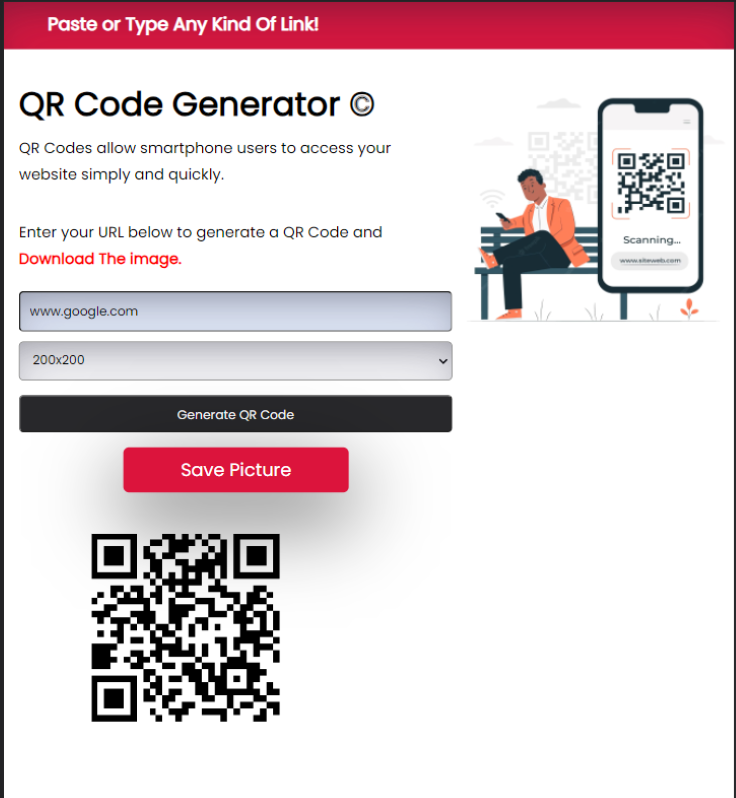 Paste or Type Any Kind Of Link!
QR Code Generator ©
QR Codes allow smartphone users to access your
website simply and quickly.
Enter your URL below to generate a QR Code and
Download The image.
www.google.com
200x200
Generate QR Code
Save Picture
Scanning...
www.siteweb.com